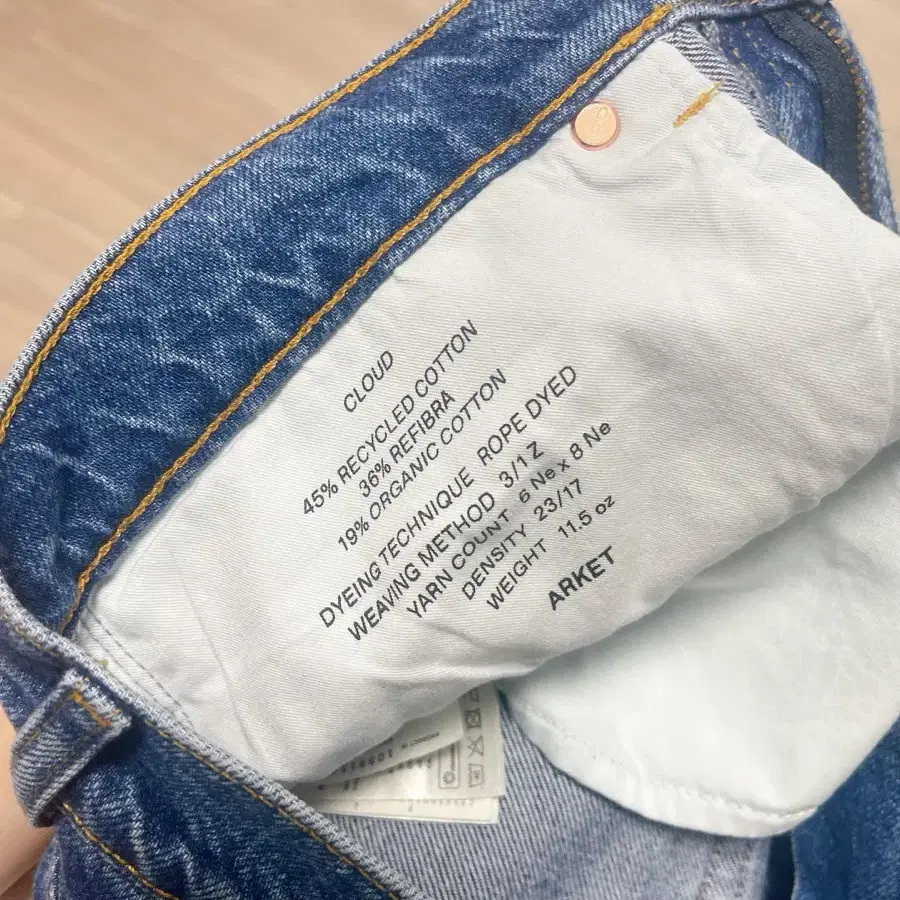 CLOUD
45% RECYCLED COTTON
36% REFIBRA
19% ORGANIC COTTON
DYEING TECHNIQUE ROPE DYED
WEAVING METHOD 3/1 Z
YARN COUNT 6 Ne x 8 Ne
DENSITY 23/17
WEIGHT 11.5 oz
ARKET